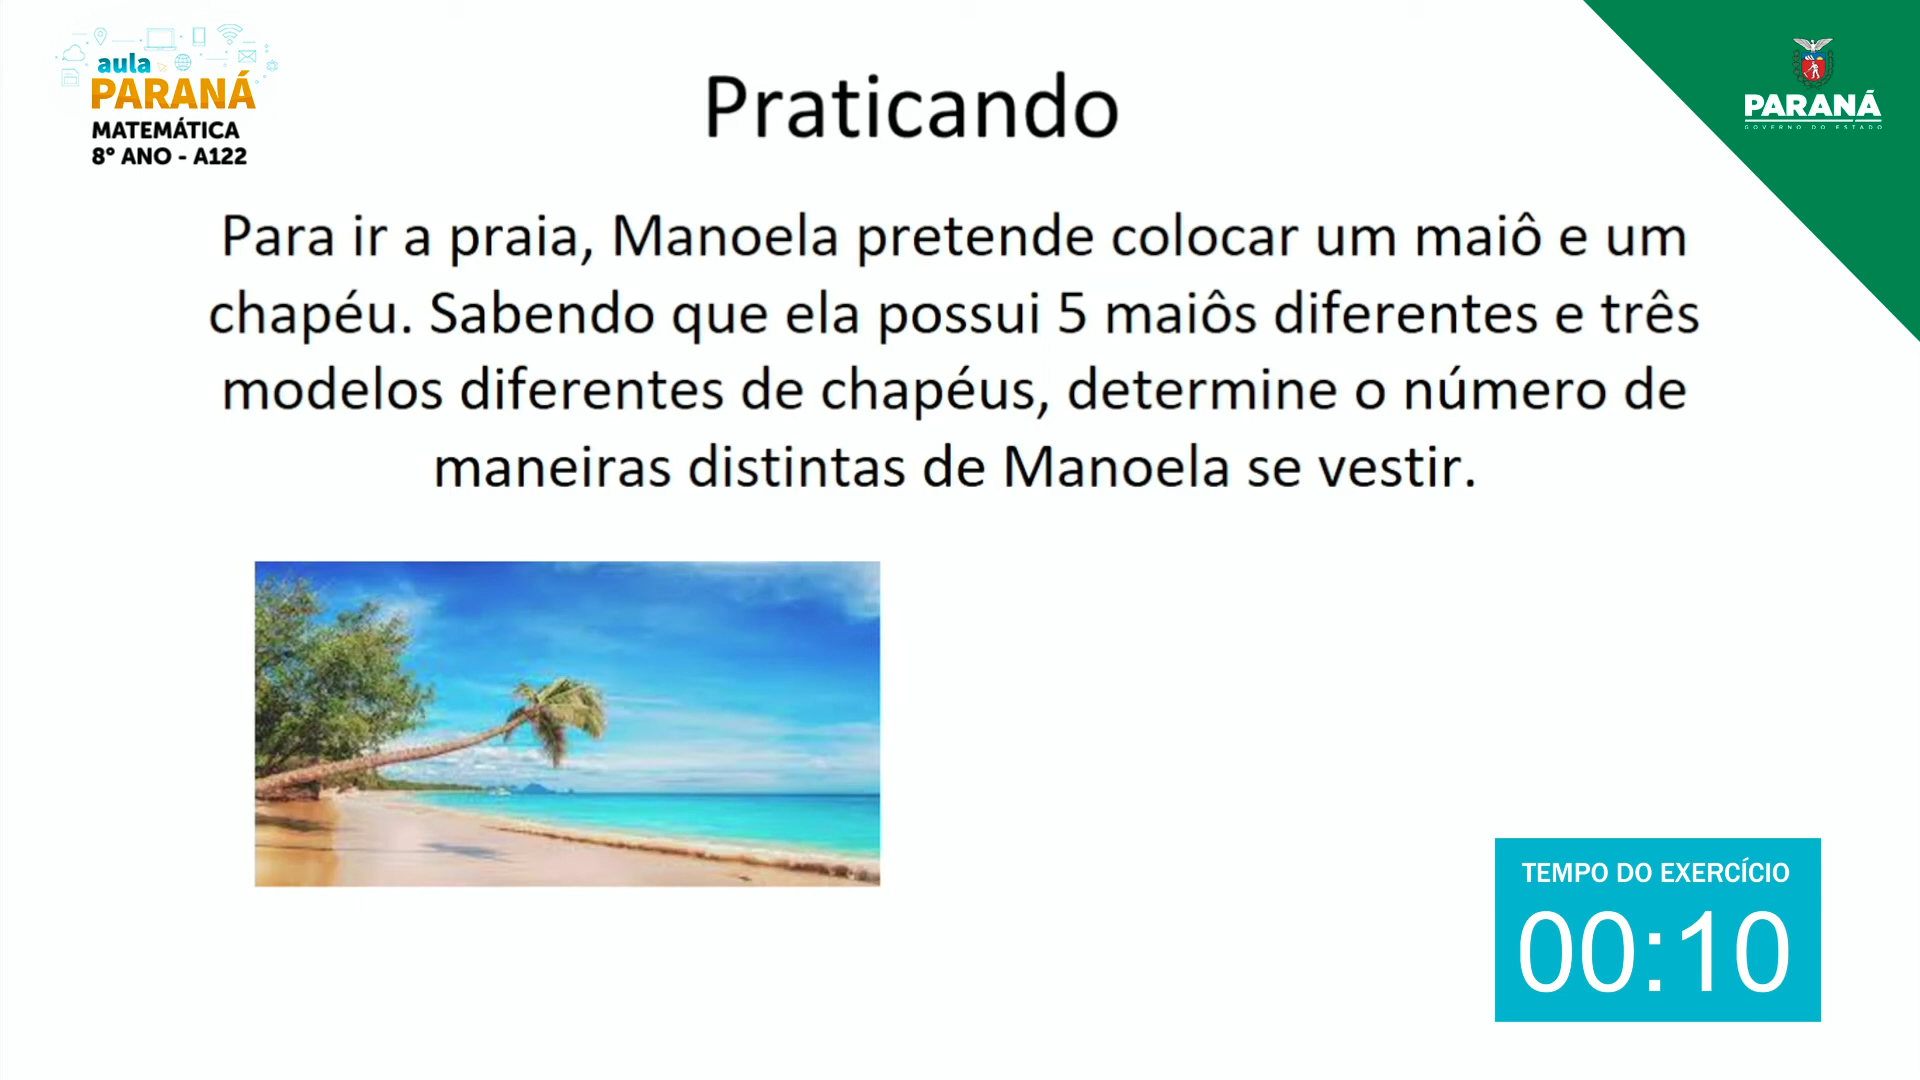 aula
PARANÁ
MATEMÁTICA
8° ANO - A122
Praticando
PARANÁ
GOVERNO DO ESTADO
Para ir a praia, Manoela pretende colocar um maiô e um
chapéu. Sabendo que ela possui 5 maiôs diferentes e três
modelos diferentes de chapéus, determine o número de
maneiras distintas de Manoela se vestir.
TEMPO DO EXERCÍCIO
00:10